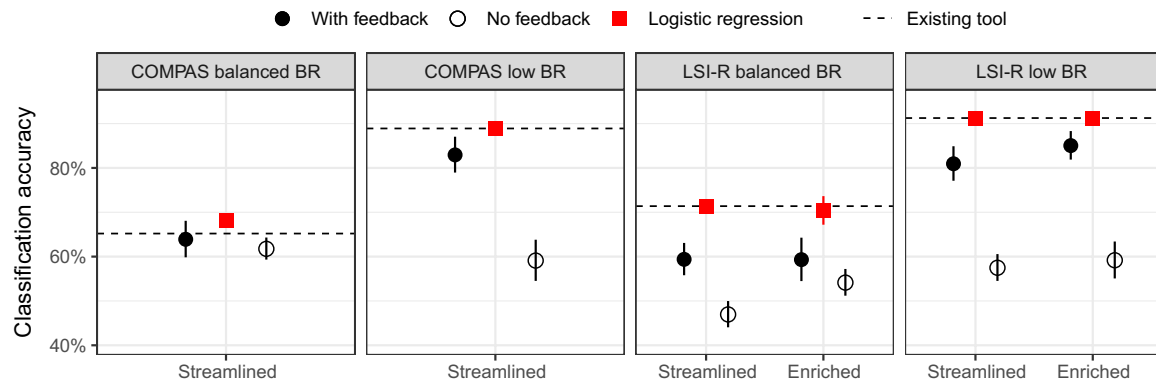 With feedback No feedback Logistic regression Existing tool
COMPAS balanced BR COMPAS low BR LSI-R balanced BR LSI-R low BR
Classification accuracy
80%
60%
40%
Streamlined Streamlined Streamlined Enriched Streamlined Enriched